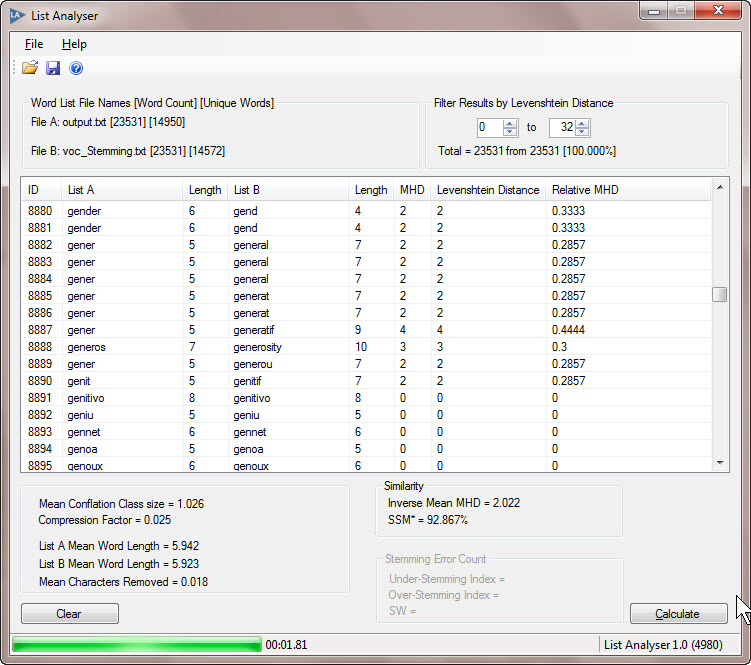 LA List Analyser
File Help
Word List File Names [Word Count] [Unique Words]
File A: output.txt [23531] [14950]
File B: voc_Stemming.txt [23531] [14572]
Filter Results by Levenshtein Distance
0 to 32
Total = 23531 from 23531 [100.000%]
ID List A Length List B Length MHD Levenshtein Distance Relative MHD
8880 gender 6 gend 4 2 2 0.3333
8881 gender 6 gend 4 2 2 0.3333
8882 gener 5 general 7 2 2 0.2857
8883 gener 5 general 7 2 2 0.2857
8884 gener 5 general 7 2 2 0.2857
8885 gener 5 generat 7 2 2 0.2857
8886 gener 5 generat 7 2 2 0.2857
8887 gener 5 generatif 9 4 4 0.4444
8888 generos 7 generosity 10 3 3 0.3
8889 gener 5 generou 7 2 2 0.2857
8890 genit 5 genitif 7 2 2 0.2857
8891 genitivo 8 genitivo 8 0 0 0
8892 geniu 5 geniu 5 0 0 0
8893 gennet 6 gennet 6 0 0 0
8894 genoa 5 genoa 5 0 0 0
8895 genoux 6 genoux 6 0 0 0
Mean Conflation Class size = 1.026
Compression Factor = 0.025
List A Mean Word Length = 5.942
List B Mean Word Length = 5.923
Mean Characters Removed = 0.018
Similarity
Inverse Mean MHD = 2.022
SSM* = 92.867%
Stemming Error Count
Under-Stemming Index =
Over-Stemming Index =
SW =
Clear
Calculate
00:01.81
List Analyser 1.0 (4980)